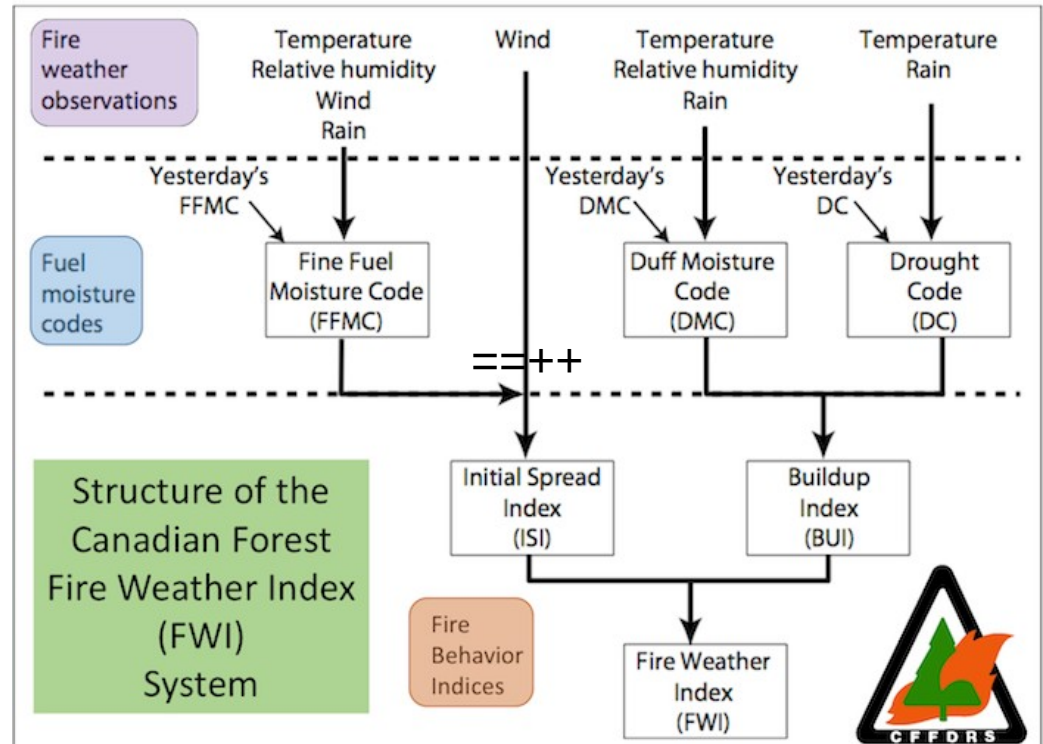 Fire
weather
observations
Temperature
Relative humidity
Wind
Rain
Wind
Temperature
Relative humidity
Rain
Temperature
Rain
Yesterday's
FFMC
Yesterday's
DMC
Yesterday's
DC
Fuel
moisture
codes
Fine Fuel
Moisture Code
(FFMC)
Duff Moisture
Code
(DMC)
Drought
Code
(DC)
==++
Structure of the
Canadian Forest
Fire Weather Index
(FWI)
System
Initial Spread
Index
(ISI)
Buildup
Index
(BUI)
Fire
Behavior
Indices
Fire Weather
Index
(FWI)
CFFDRS